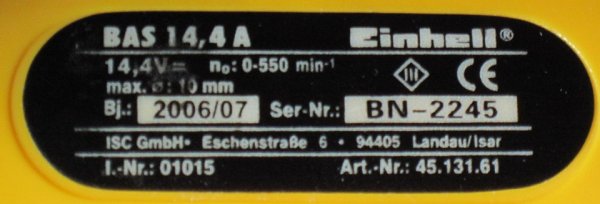 BAS 14,4 A Einhell®
14,4V⎓ n₀: 0-550 min⁻¹ CE
max. ø: 10 mm
Bj.: 2006/07 Ser-Nr.: BN-2245
ISC GmbH • Eschenstraße 6 • 94405 Landau/Isar
I.-Nr.: 01015 Art.-Nr.: 45.131.61